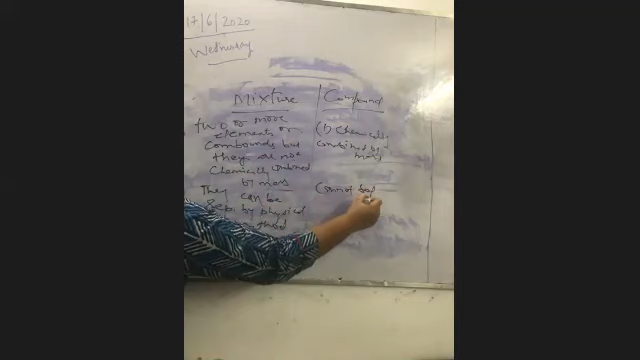 17/6/2020
Wednesday
Mixture
two or more
elements or
compounds but
they are not
chemically combined
by mass
They can be
sep. by physical
Compound
(1) Chemically
combined by
mass
Cannot